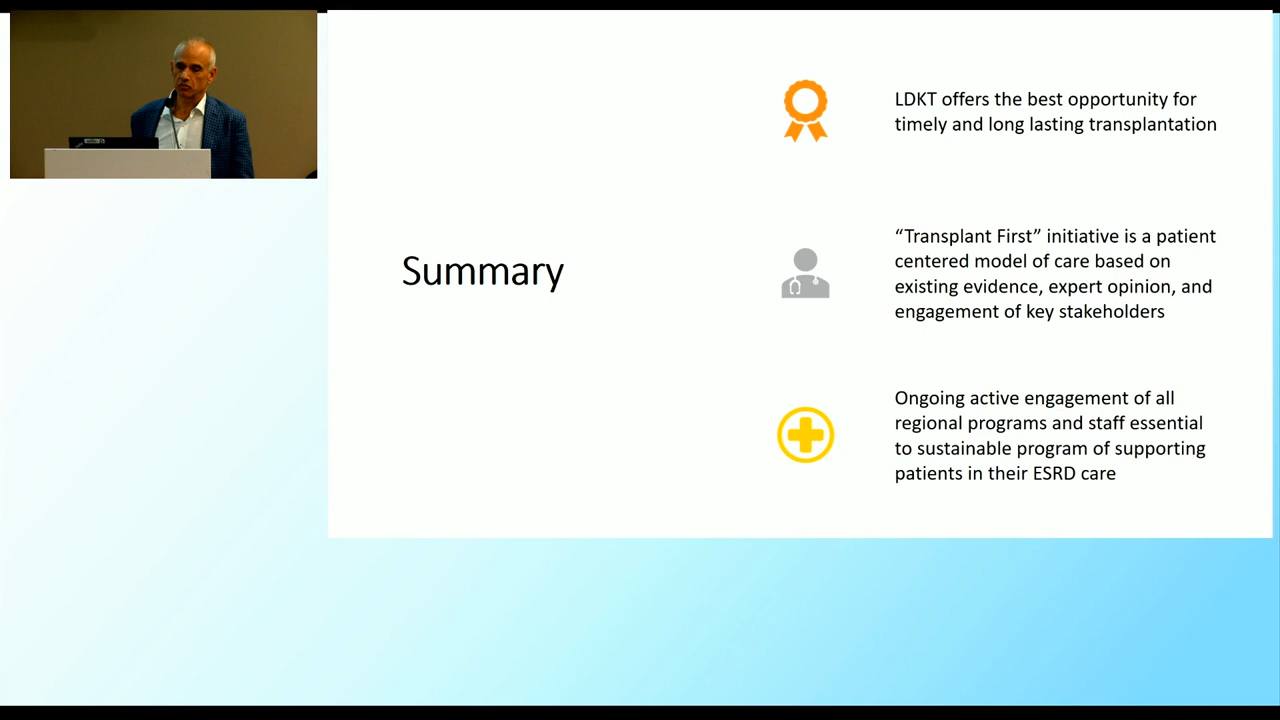 Summary
LDKT offers the best opportunity for
timely and long lasting transplantation
“Transplant First” initiative is a patient
centered model of care based on
existing evidence, expert opinion, and
engagement of key stakeholders
Ongoing active engagement of all
regional programs and staff essential
to sustainable program of supporting
patients in their ESRD care